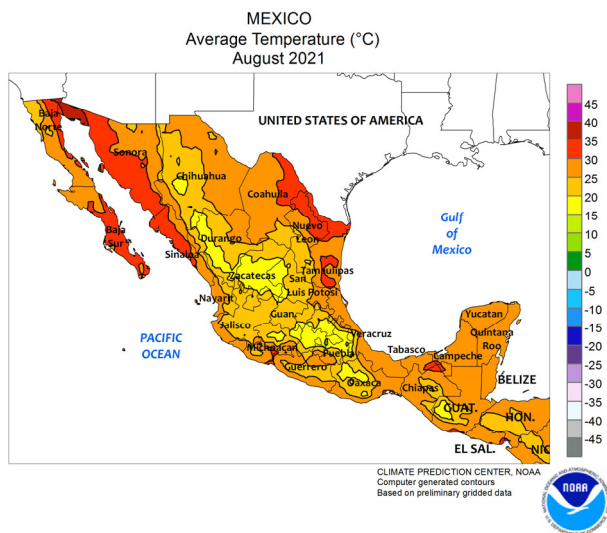 MEXICO
Average Temperature (°C)
August 2021
UNITED STATES OF AMERICA
Baja
Norte
Sonora
Chihuahua
Coahuila
Baja
Sur
Sinaloa
Durango
Nuevo
Leon
Tamaulipas
Zacatecas
San
Luis Potosi
Nayarit
Jalisco
Guan.
Michoacan
Veracruz
Puebla
Guerrero
Oaxaca
Tabasco
Chiapas
Campeche
Yucatan
Quintana
Roo
BELIZE
GUAT.
HON.
EL SAL.
NIC
Gulf
of
Mexico
PACIFIC
OCEAN
45
40
35
30
25
20
15
10
5
0
-5
-10
-15
-20
-25
-30
-35
-40
-45
CLIMATE PREDICTION CENTER, NOAA
Computer generated contours
Based on preliminary gridded data
NOAA